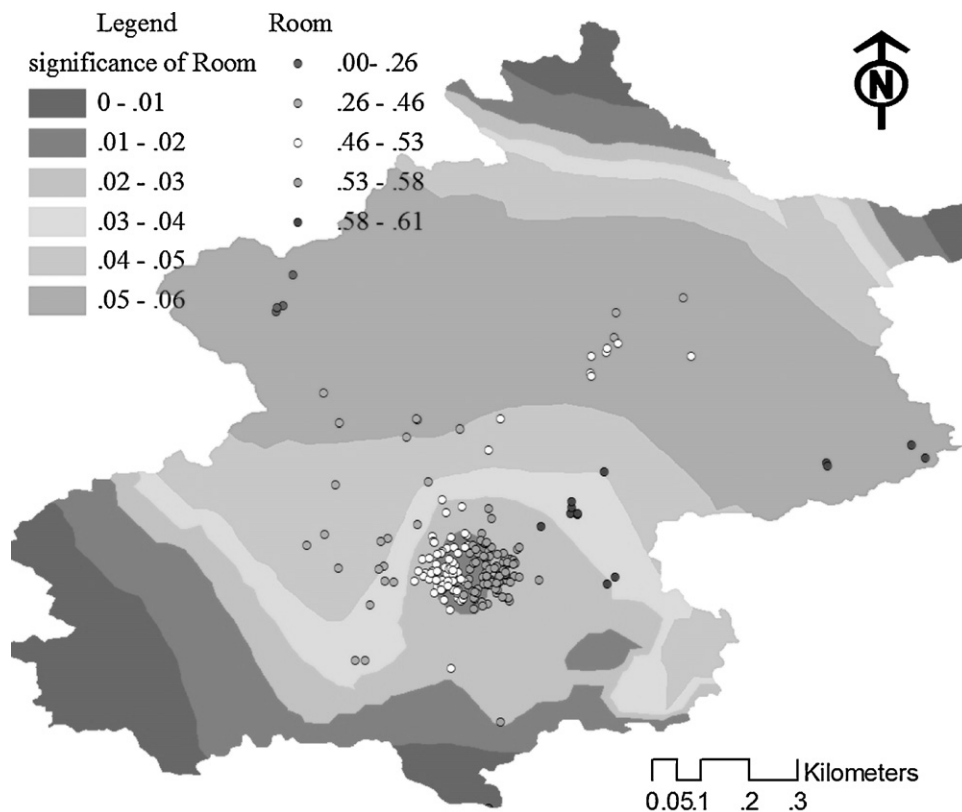 Legend
significance of Room
0 - .01
.01 - .02
.02 - .03
.03 - .04
.04 - .05
.05 - .06
Room
.00- .26
.26 - .46
.46 - .53
.53 - .58
.58 - .61
N
Kilometers
0.05.1 .2 .3